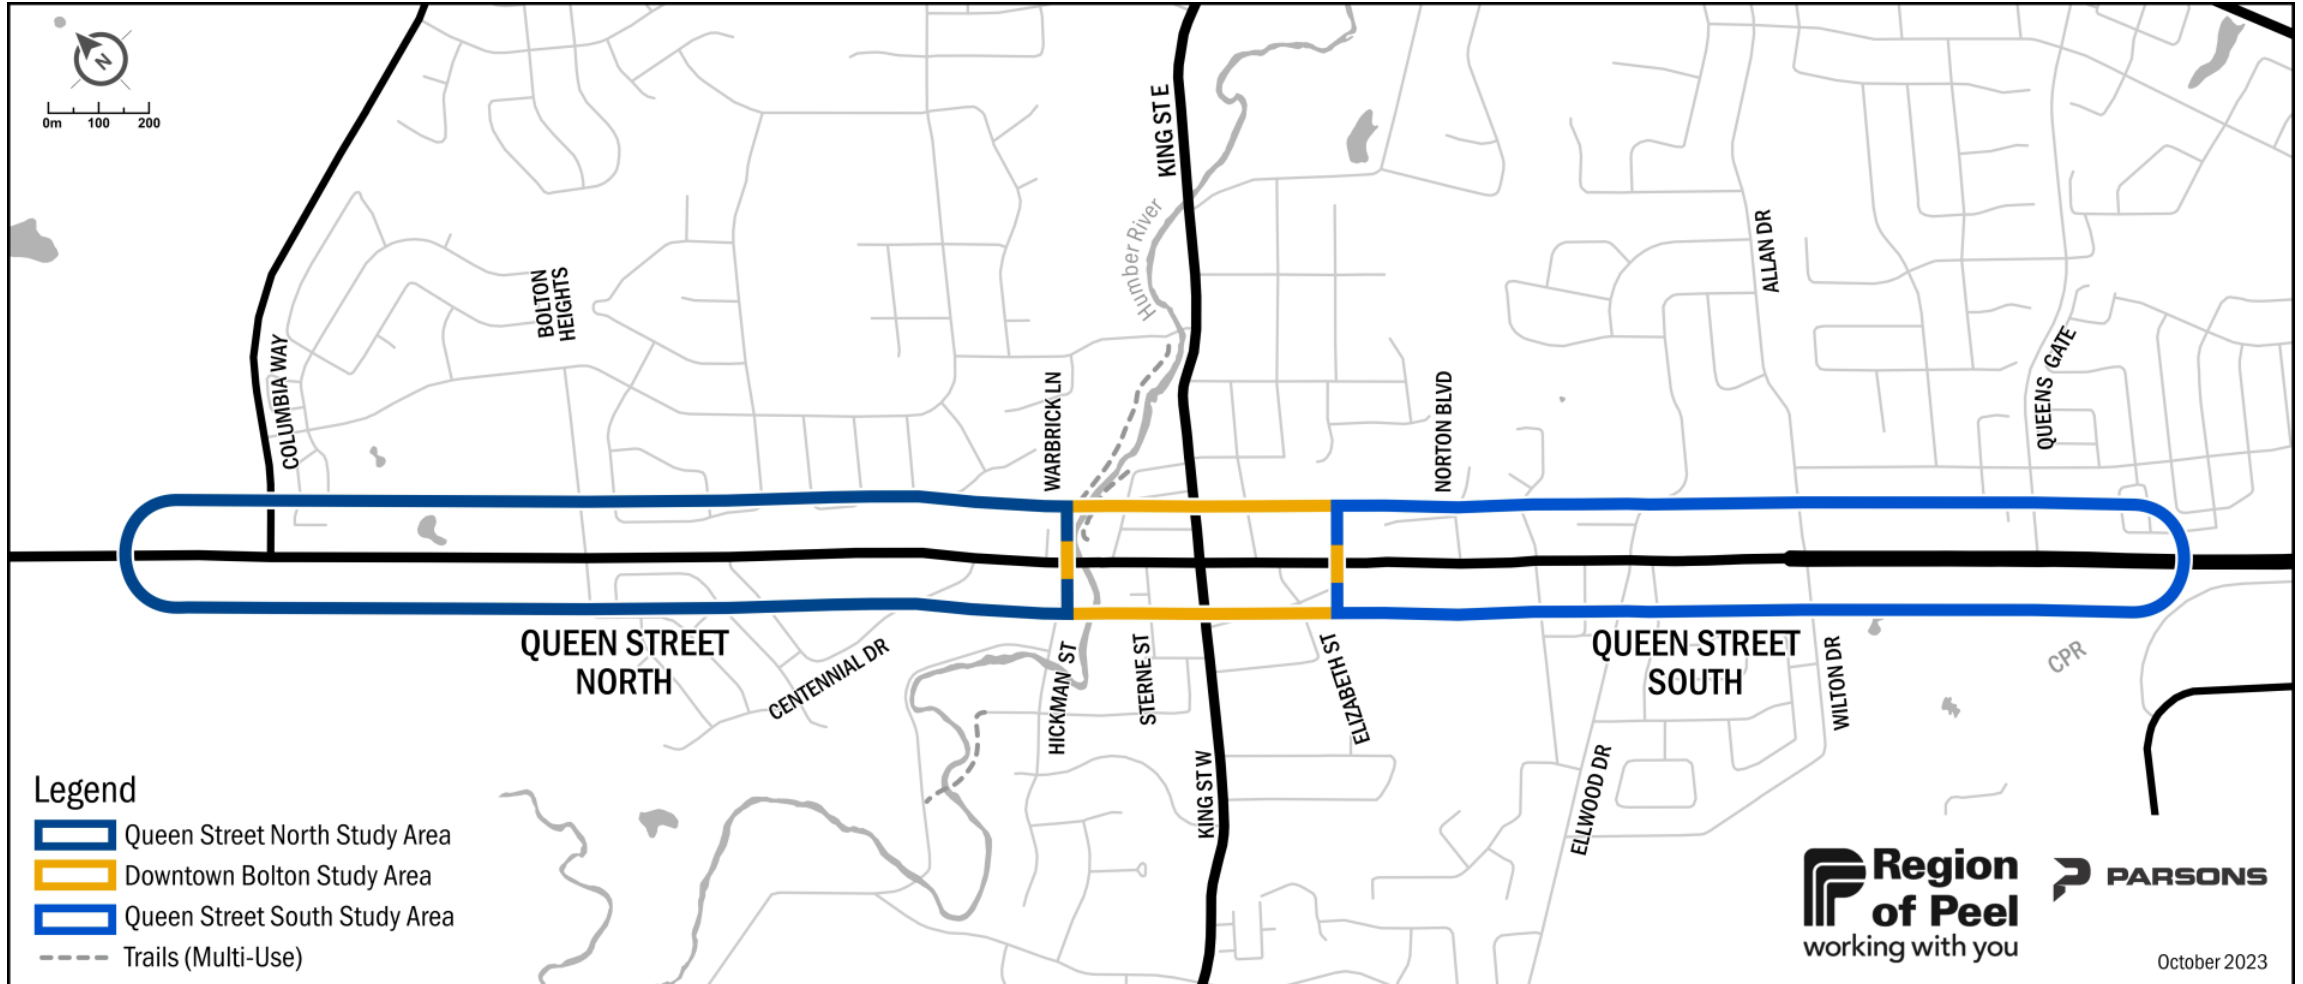 N
0m 100 200
KING ST E
Humber River
ALLAN DR
BOLTON
HEIGHTS
COLUMBIA WAY
WARBRICK LN
NORTON BLVD
QUEENS GATE
QUEEN STREET
NORTH
CENTENNIAL DR
HICKMAN ST
STERNE ST
KING ST W
ELIZABETH ST
ELLWOOD DR
QUEEN STREET
SOUTH
WILTON DR
CPR
Legend
Queen Street North Study Area
Downtown Bolton Study Area
Queen Street South Study Area
Trails (Multi-Use)
Region
of Peel
working with you
PARSONS
October 2023